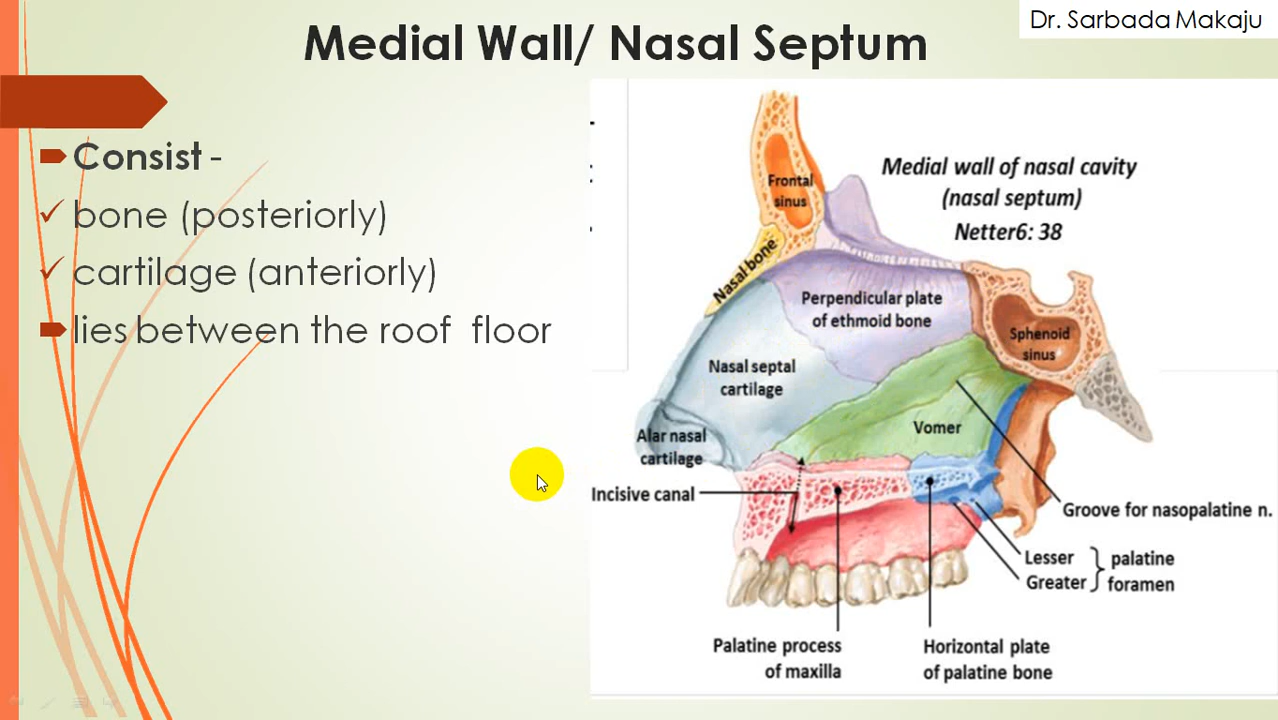 Medial Wall/ Nasal Septum
Dr. Sarbada Makaju
Consist -
bone (posteriorly)
cartilage (anteriorly)
lies between the roof floor
Medial wall of nasal cavity
(nasal septum)
Netter6: 38
Frontal
sinus
Nasal bone
Perpendicular plate
of ethmoid bone
Sphenoid
sinus
Nasal septal
cartilage
Vomer
Alar nasal
cartilage
Incisive canal
Groove for nasopalatine n.
Lesser
Greater
palatine
foramen
Palatine process
of maxilla
Horizontal plate
of palatine bone